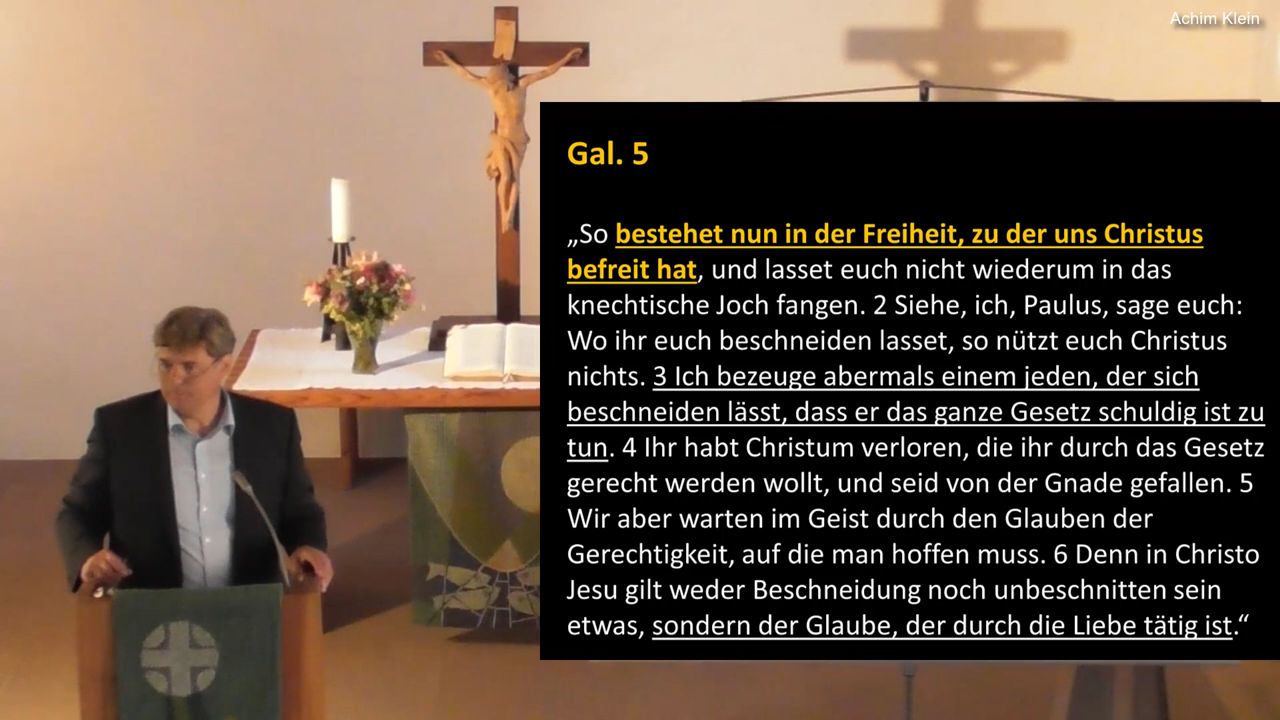 Achim Klein
Gal. 5
„So bestehet nun in der Freiheit, zu der uns Christus
befreit hat, und lasset euch nicht wiederum in das
knechtische Joch fangen. 2 Siehe, ich, Paulus, sage euch:
Wo ihr euch beschneiden lasset, so nützt euch Christus
nichts. 3 Ich bezeuge abermals einem jeden, der sich
beschneiden lässt, dass er das ganze Gesetz schuldig ist zu
tun. 4 Ihr habt Christum verloren, die ihr durch das Gesetz
gerecht werden wollt, und seid von der Gnade gefallen. 5
Wir aber warten im Geist durch den Glauben der
Gerechtigkeit, auf die man hoffen muss. 6 Denn in Christo
Jesu gilt weder Beschneidung noch unbeschnitten sein
etwas, sondern der Glaube, der durch die Liebe tätig ist.“